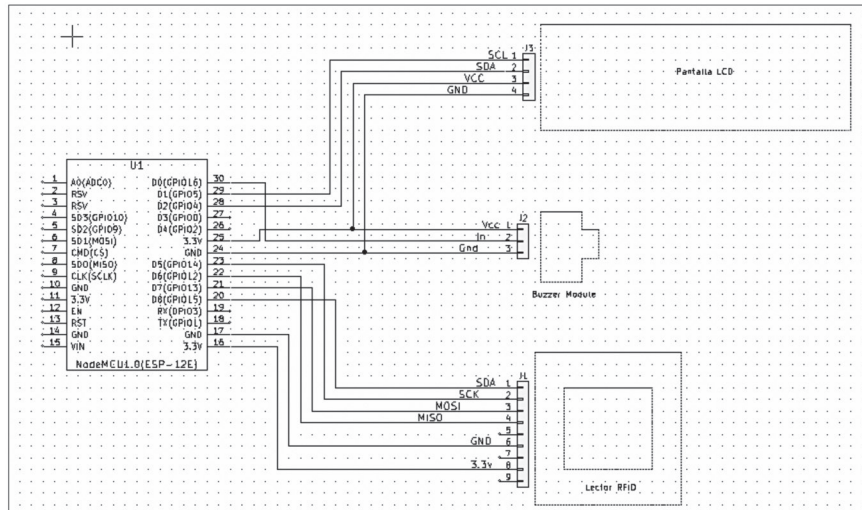 J3
SCL 1
SDA 2
VCC 3
GND 4
Pantalla LCD
U1
1 A0(ADC0) D0(GPIO16) 30
2 RSV D1(GPIO5) 29
3 RSV D2(GPIO4) 28
4 SD3(GPIO10) D3(GPIO0) 27
5 SD2(GPIO9) D4(GPIO2) 26
6 SD1(MOSI) 3.3V 25
7 CMD(CS) GND 24
8 SD0(MISO) D5(GPIO14) 23
9 CLK(SCLK) D6(GPIO12) 22
10 GND D7(GPIO13) 21
11 3.3V D8(GPIO15) 20
12 EN RX(DPIO3) 19
13 RST TX(GPIO1) 18
14 GND GND 17
15 VIN 3.3V 16
NodeMCU1.0(ESP-12E)
J2
Vcc 1
In 2
Gnd 3
Buzzer Module
J1
SDA 1
SCK 2
MOSI 3
MISO 4
5
GND 6
7
3.3v 8
9
Lector RFID